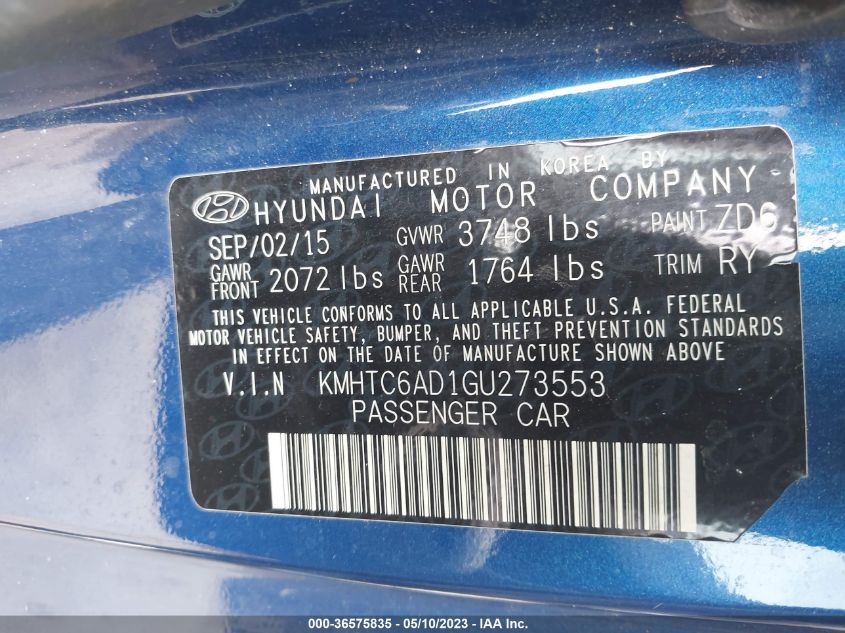 MANUFACTURED IN KOREA BY
HYUNDAI MOTOR COMPANY
SEP/02/15 GVWR 3748 lbs PAINT ZD6
GAWR FRONT 2072 lbs GAWR REAR 1764 lbs TRIM RY
THIS VEHICLE CONFORMS TO ALL APPLICABLE U.S.A. FEDERAL
MOTOR VEHICLE SAFETY, BUMPER, AND THEFT PREVENTION STANDARDS
IN EFFECT ON THE DATE OF MANUFACTURE SHOWN ABOVE.
V.I.N KMHTC6AD1GU273553
PASSENGER CAR
000-36575835 - 05/10/2023 - IAA Inc.